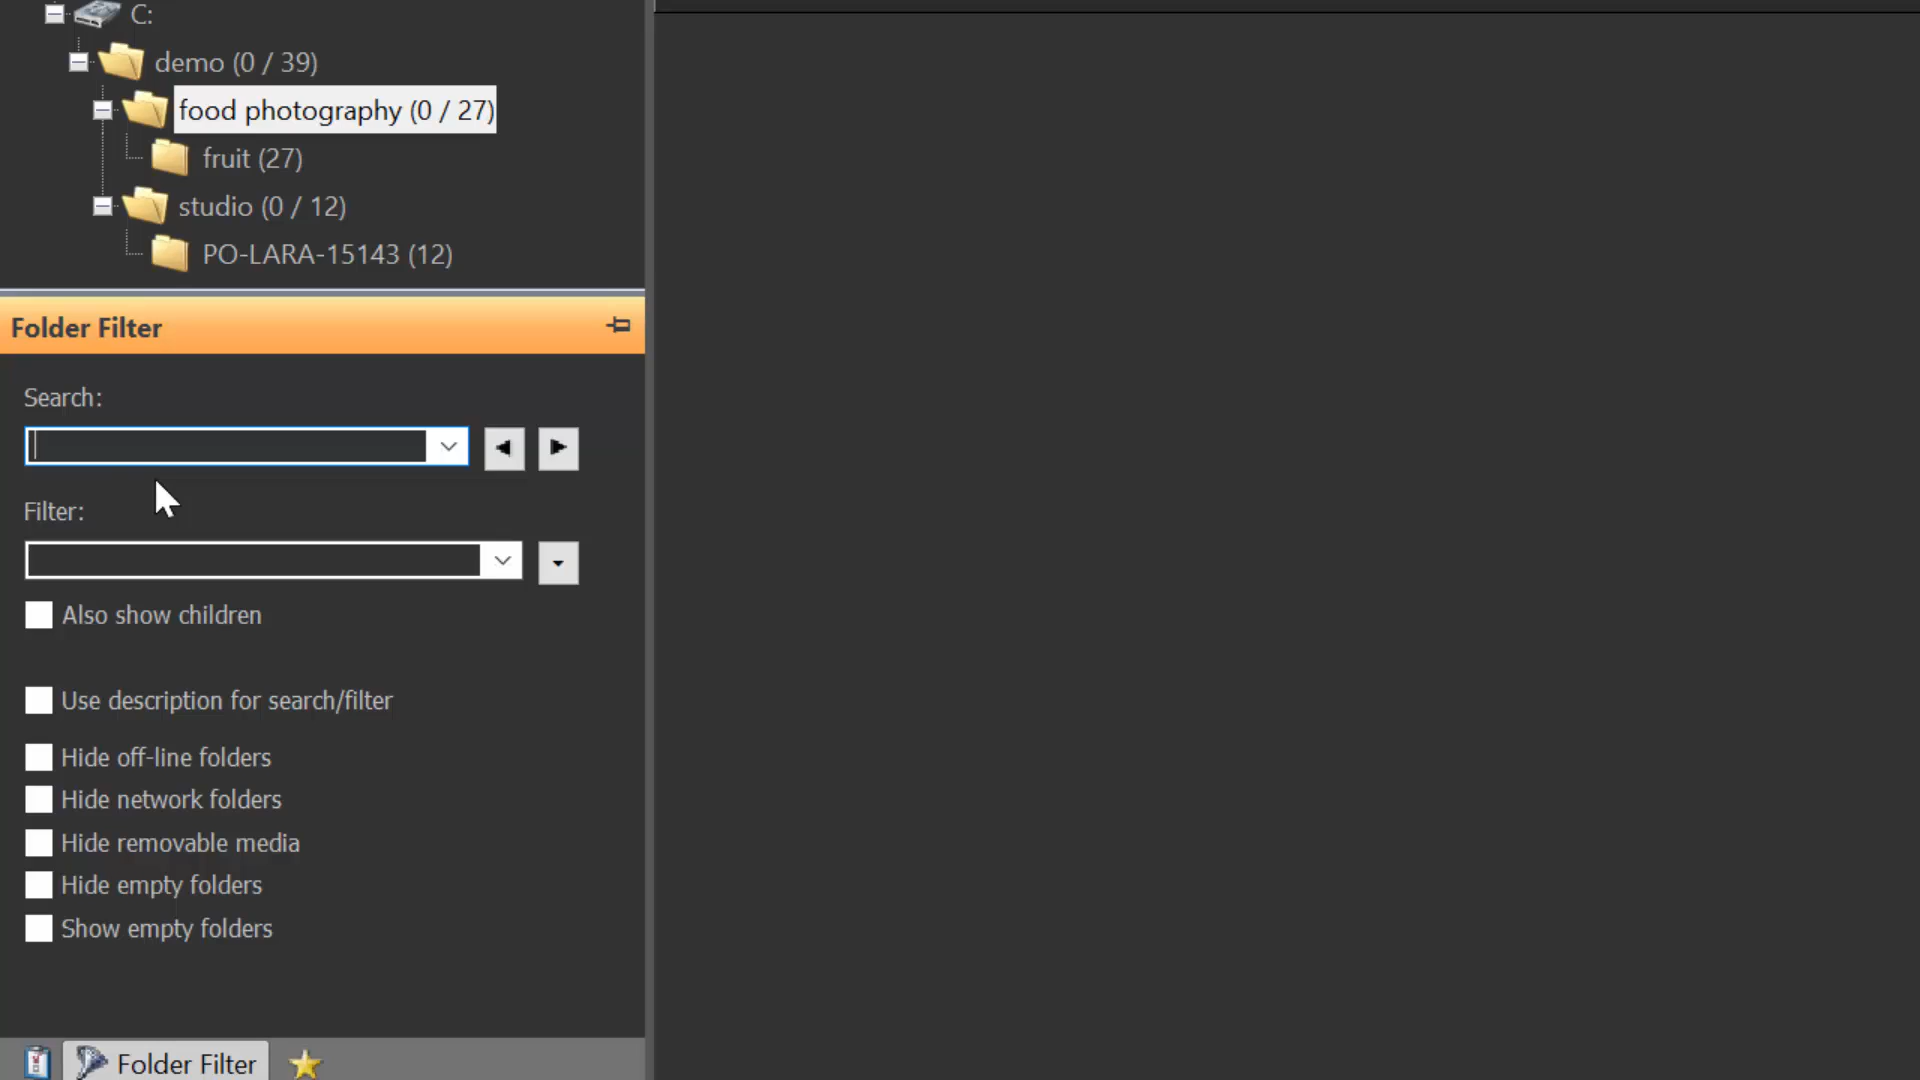 C:
demo (0 / 39)
food photography (0 / 27)
fruit (27)
studio (0 / 12)
PO-LARA-15143 (12)
Folder Filter
Search:
Filter:
Also show children
Use description for search/filter
Hide off-line folders
Hide network folders
Hide removable media
Hide empty folders
Show empty folders
Folder Filter